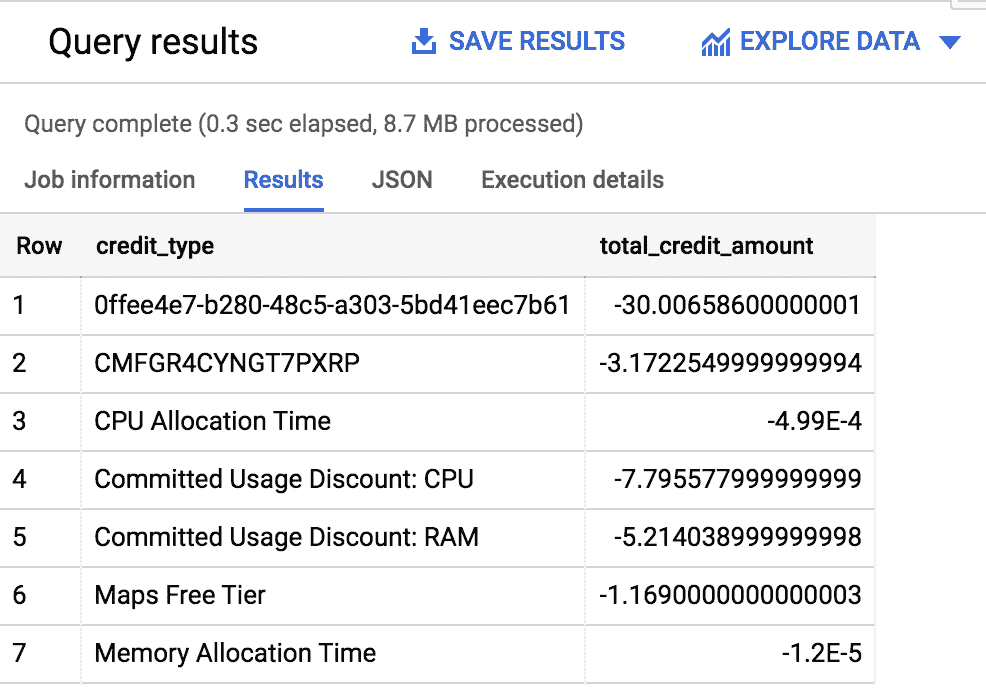 Query results SAVE RESULTS EXPLORE DATA
Query complete (0.3 sec elapsed, 8.7 MB processed)
Job information Results JSON Execution details
Row credit_type total_credit_amount
1 0ffee4e7-b280-48c5-a303-5bd41eec7b61 -30.00658600000001
2 CMFGR4CYNGT7PXRP -3.1722549999999994
3 CPU Allocation Time -4.99E-4
4 Committed Usage Discount: CPU -7.795577999999999
5 Committed Usage Discount: RAM -5.214038999999998
6 Maps Free Tier -1.1690000000000003
7 Memory Allocation Time -1.2E-5